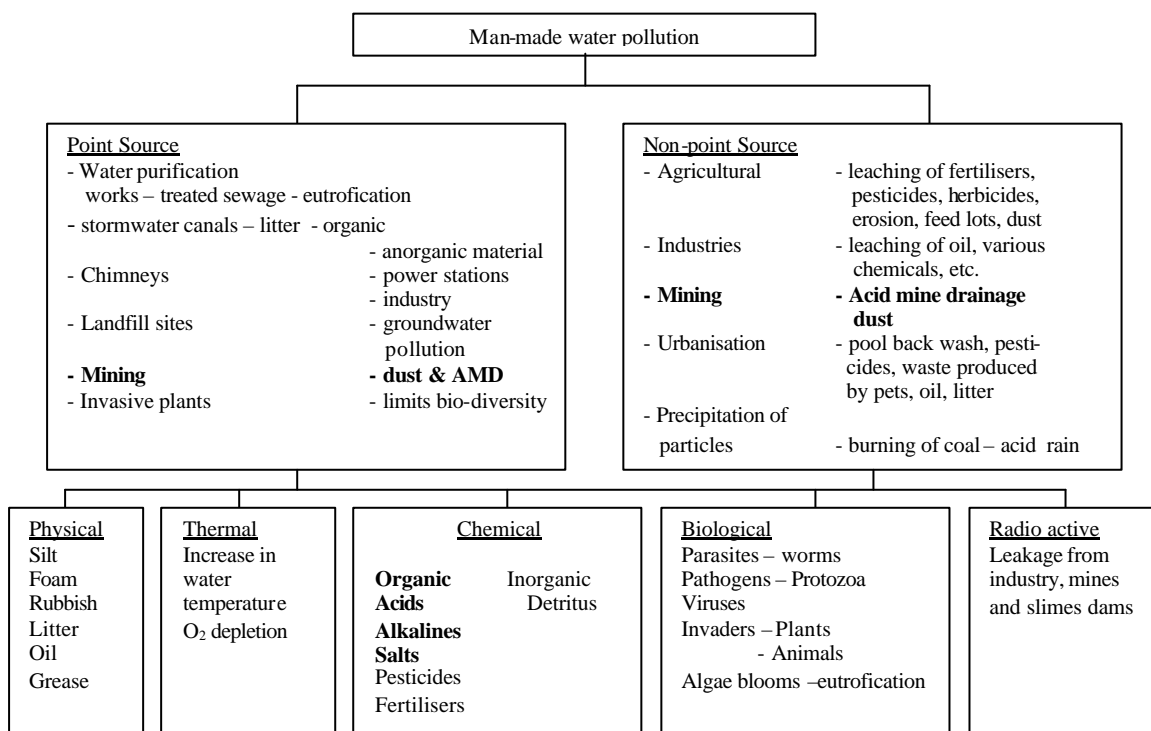 Man-made water pollution
Point Source
- Water purification
works – treated sewage - eutrofication
- stormwater canals – litter - organic
- anorganic material
- Chimneys - power stations
- industry
- Landfill sites - groundwater
pollution
- Mining - dust & AMD
- Invasive plants - limits bio-diversity
Non-point Source
- Agricultural - leaching of fertilisers,
pesticides, herbicides,
erosion, feed lots, dust
- Industries - leaching of oil, various
chemicals, etc.
- Mining - Acid mine drainage
dust
- Urbanisation - pool back wash, pesti-
cides, waste produced
by pets, oil, litter
- Precipitation of
particles - burning of coal – acid rain
Physical
Silt
Foam
Rubbish
Litter
Oil
Grease
Thermal
Increase in
water
temperature
O₂ depletion
Chemical
Organic Inorganic
Acids Detritus
Alkalines
Salts
Pesticides
Fertilisers
Biological
Parasites – worms
Pathogens – Protozoa
Viruses
Invaders – Plants
- Animals
Algae blooms –eutrofication
Radio active
Leakage from
industry, mines
and slimes dams